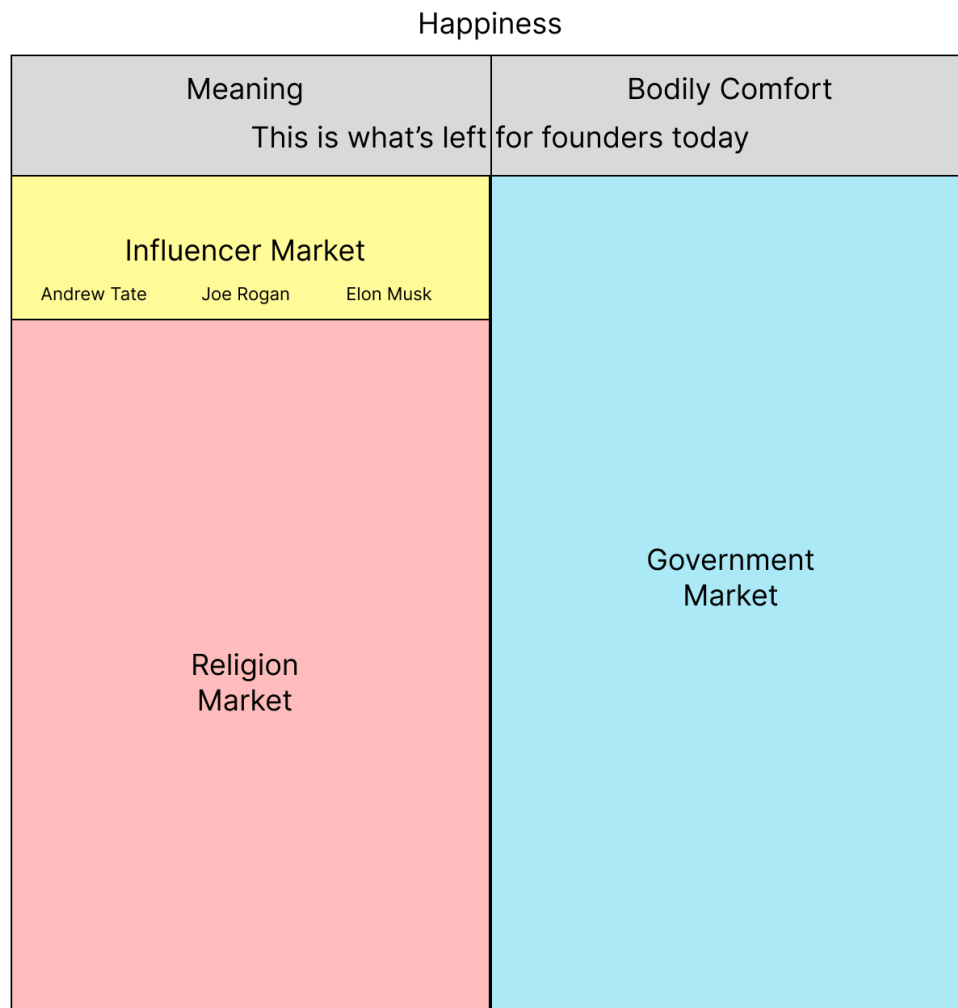 Happiness
Meaning
Bodily Comfort
This is what’s left for founders today
Influencer Market
Andrew Tate
Joe Rogan
Elon Musk
Government
Market
Religion
Market